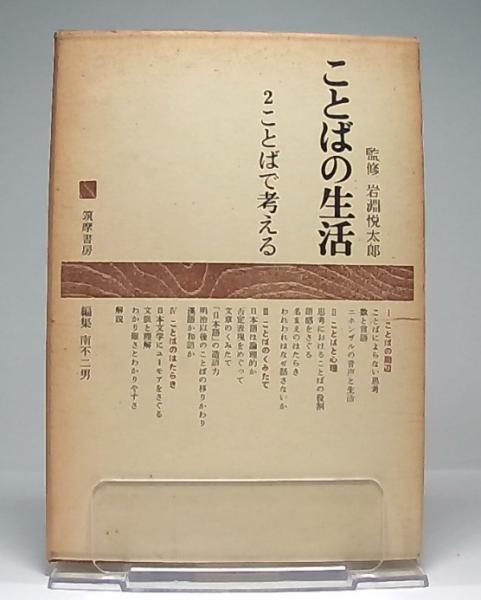 監修 岩淵悦太郎
ことばの生活
2 ことばで考える
筑摩書房
編集 南不二男
I ことばの周辺
ことばによらない思考
数と言語
ニホンザルの音声と生活
II ことばと心理
思考におけることばの役割
語感をさぐる
名まえのはたらき
われわれはなぜ話さないか
III ことばのくみたて
日本語は論理的か
否定表現をめぐって
文章のくみたて
「日本語」の造語力
明治以後のことばの移りかわり
漢語か和語か
IV ことばのはたらき
日本文学にユーモアをさぐる
文脈と理解
わかり難さとわかりやすさ
解説